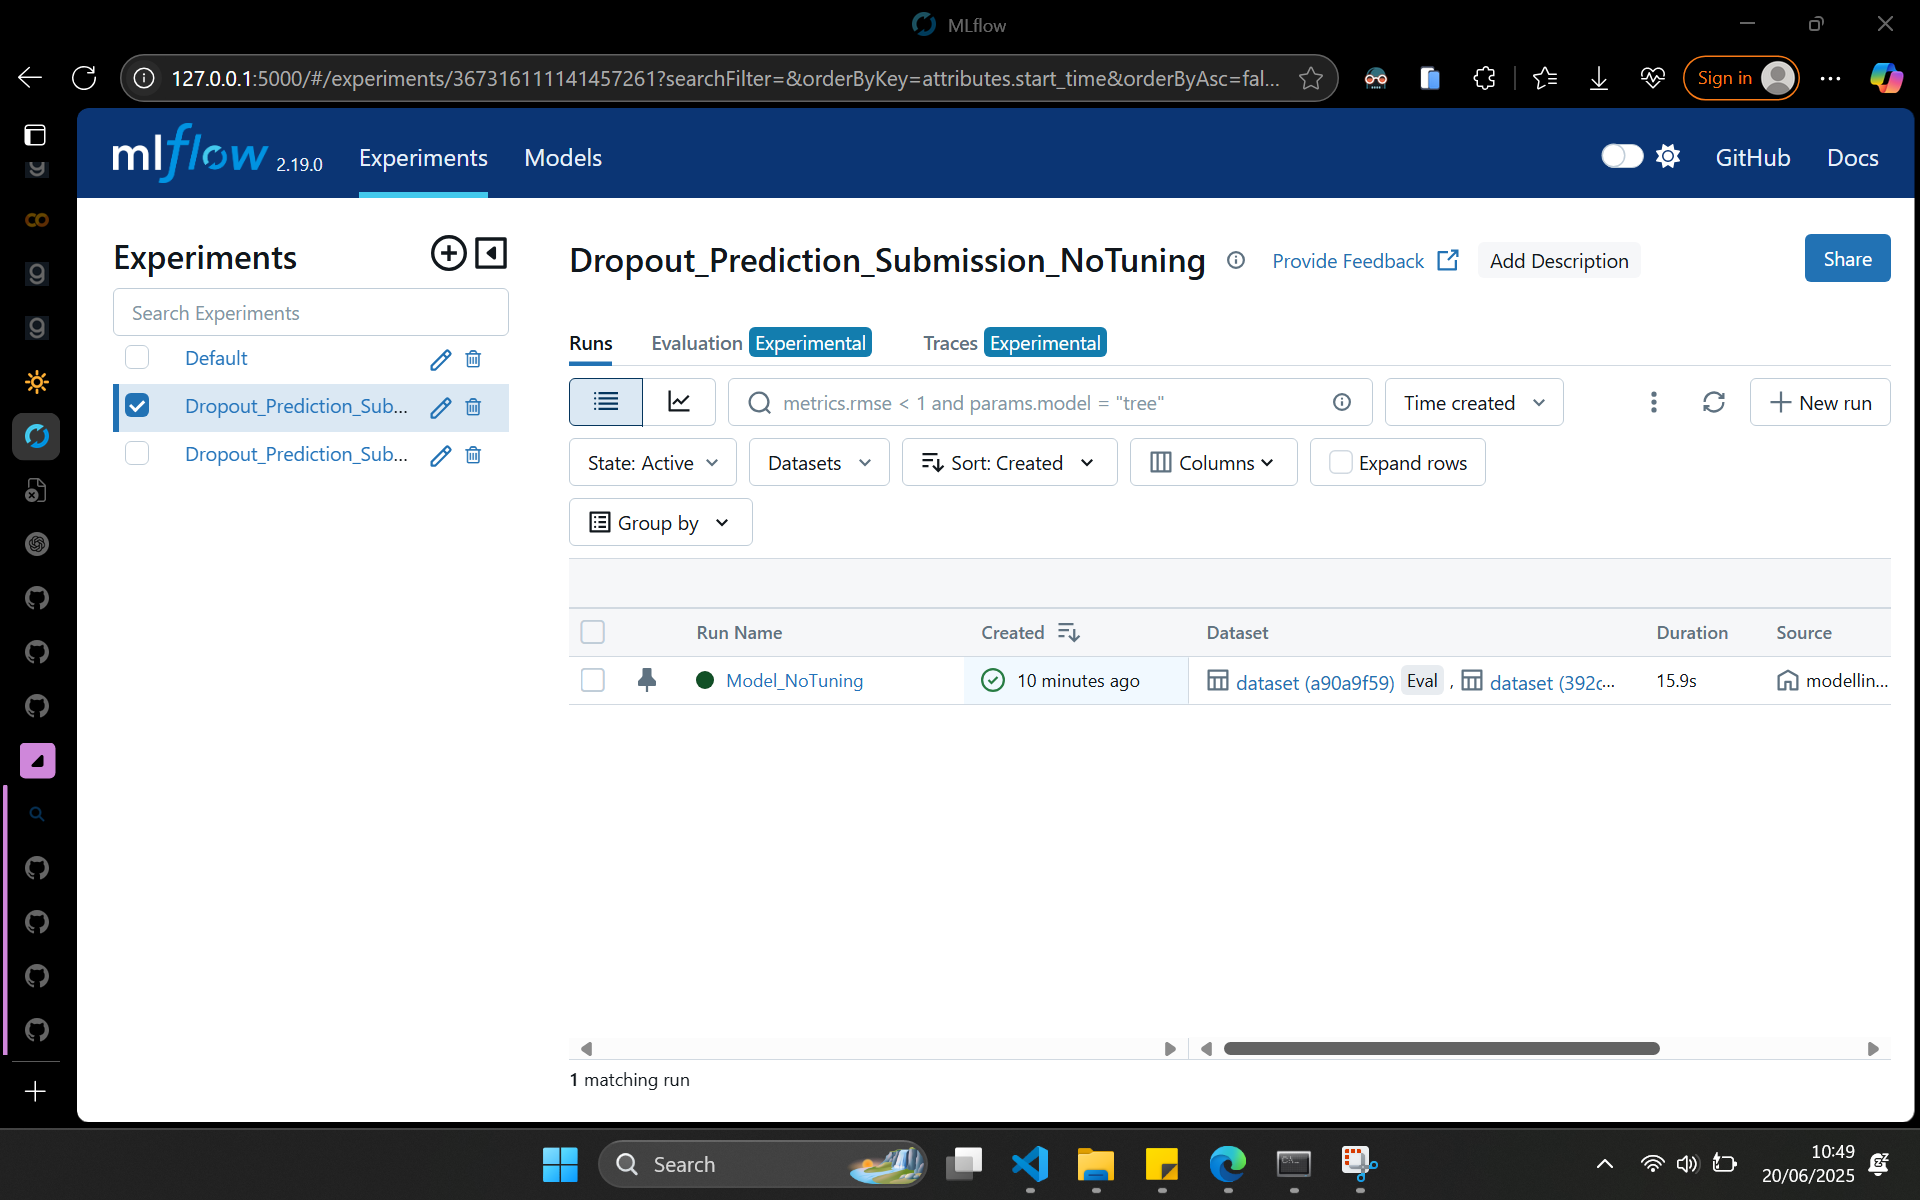 MLflow
127.0.0.1:5000/#/experiments/367316111141457261?searchFilter=&orderByKey=attributes.start_time&orderByAsc=fal...
Sign in
mlflow 2.19.0
Experiments
Models
GitHub
Docs
Experiments
Search Experiments
Default
Dropout_Prediction_Sub...
Dropout_Prediction_Sub...
Dropout_Prediction_Submission_NoTuning
Provide Feedback
Add Description
Share
Runs
Evaluation Experimental
Traces Experimental
metrics.rmse < 1 and params.model = "tree"
Time created
New run
State: Active
Datasets
Sort: Created
Columns
Expand rows
Group by
Run Name
Created
Dataset
Duration
Source
Model_NoTuning
10 minutes ago
dataset (a90a9f59) Eval , dataset (392c...
15.9s
modellin...
1 matching run
Search
10:49
20/06/2025